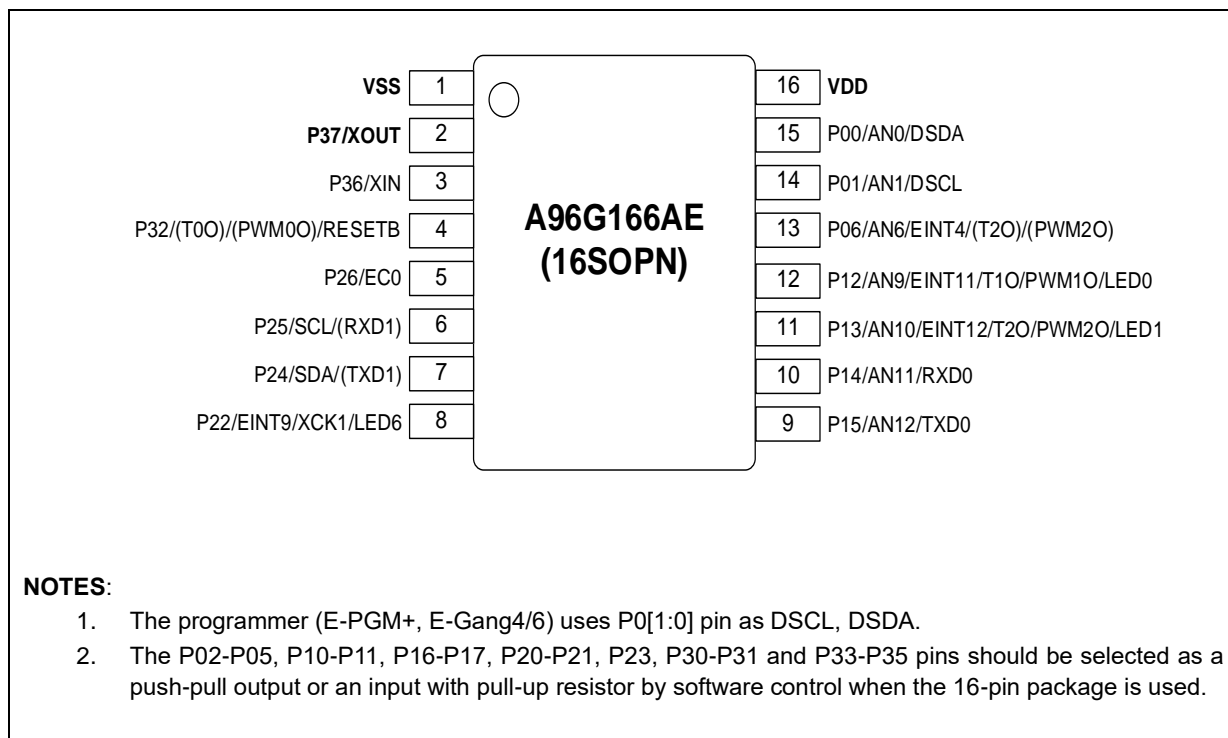 VSS 1
P37/XOUT 2
P36/XIN 3
P32/(T0O)/(PWM0O)/RESETB 4
P26/EC0 5
P25/SCL/(RXD1) 6
P24/SDA/(TXD1) 7
P22/EINT9/XCK1/LED6 8
A96G166AE
(16SOPN)
16 VDD
15 P00/AN0/DSDA
14 P01/AN1/DSCL
13 P06/AN6/EINT4/(T2O)/(PWM2O)
12 P12/AN9/EINT11/T1O/PWM1O/LED0
11 P13/AN10/EINT12/T2O/PWM2O/LED1
10 P14/AN11/RXD0
9 P15/AN12/TXD0
NOTES:
1. The programmer (E-PGM+, E-Gang4/6) uses P0[1:0] pin as DSCL, DSDA.
2. The P02-P05, P10-P11, P16-P17, P20-P21, P23, P30-P31 and P33-P35 pins should be selected as a
push-pull output or an input with pull-up resistor by software control when the 16-pin package is used.